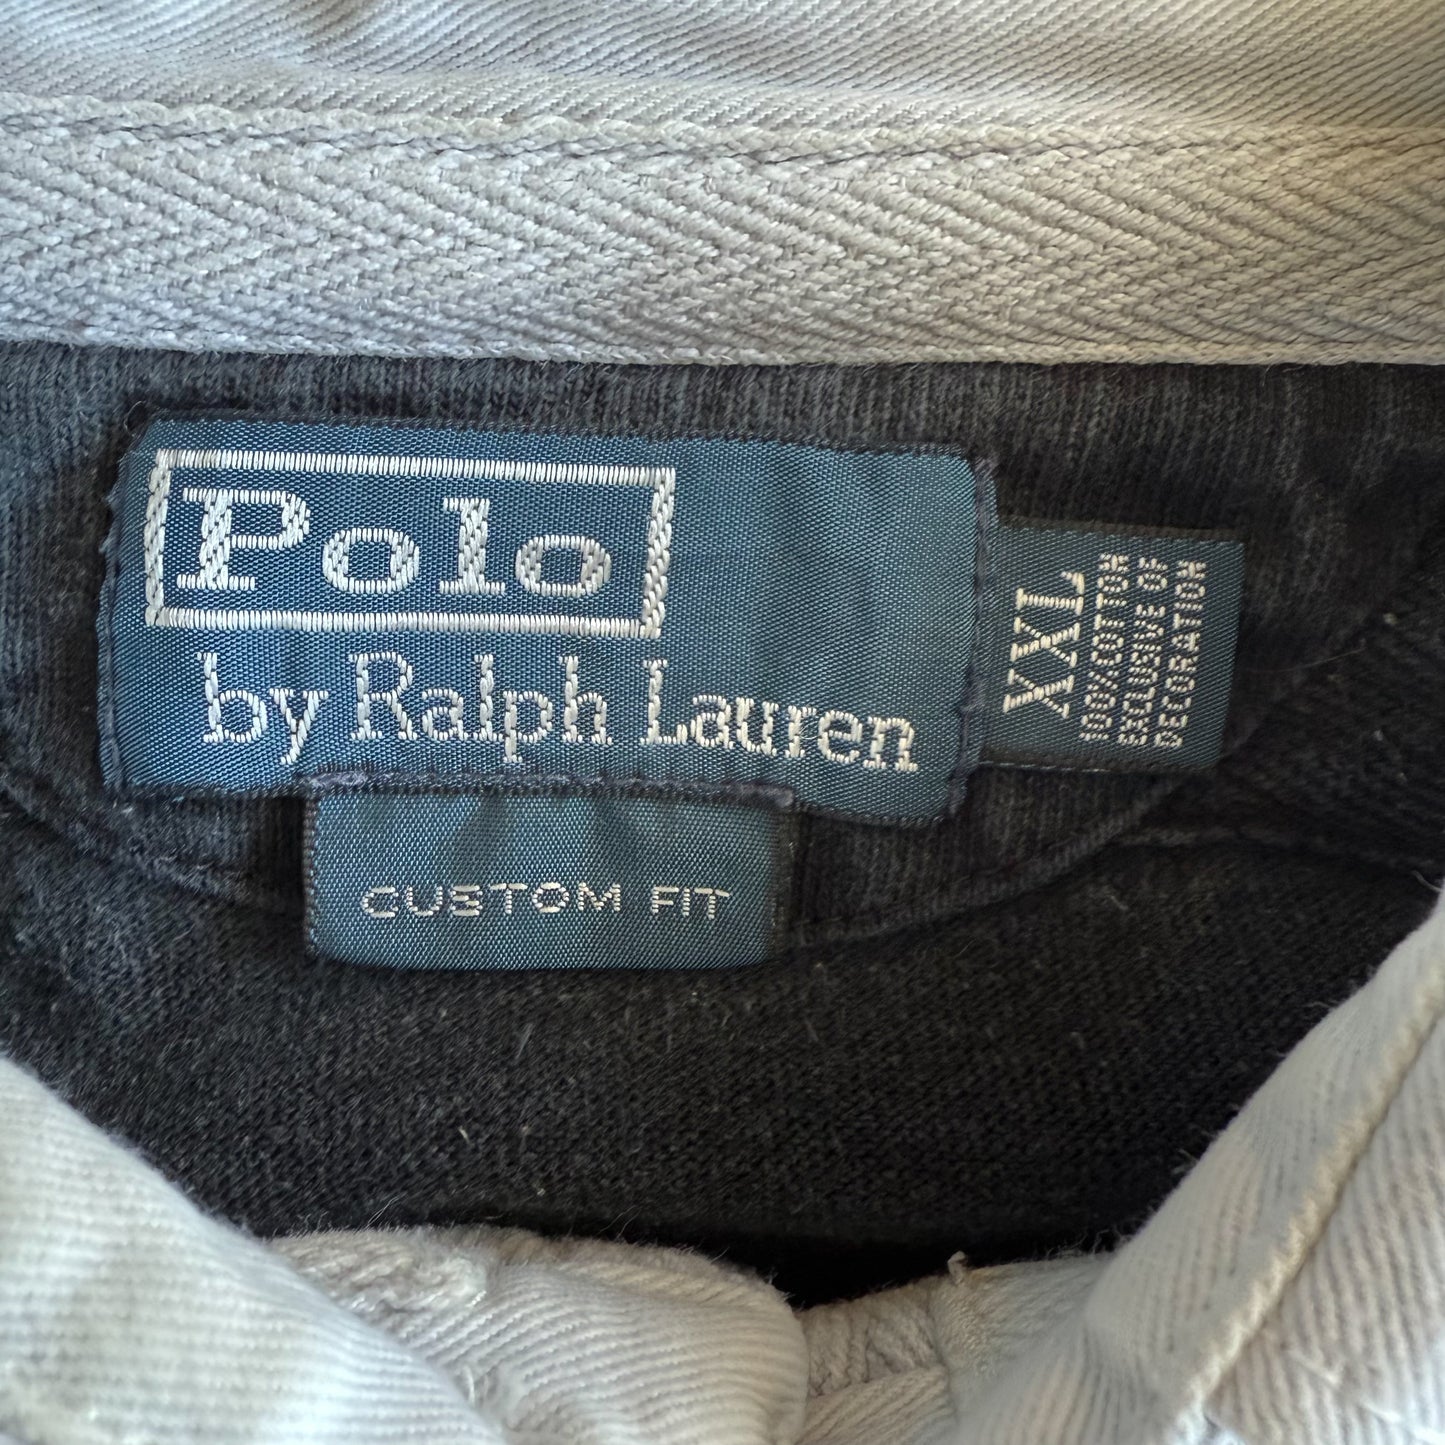 Polo
by Ralph Lauren
XXL
100% COTTON
EXCLUSIVE OF
DECORATION
CUSTOM FIT